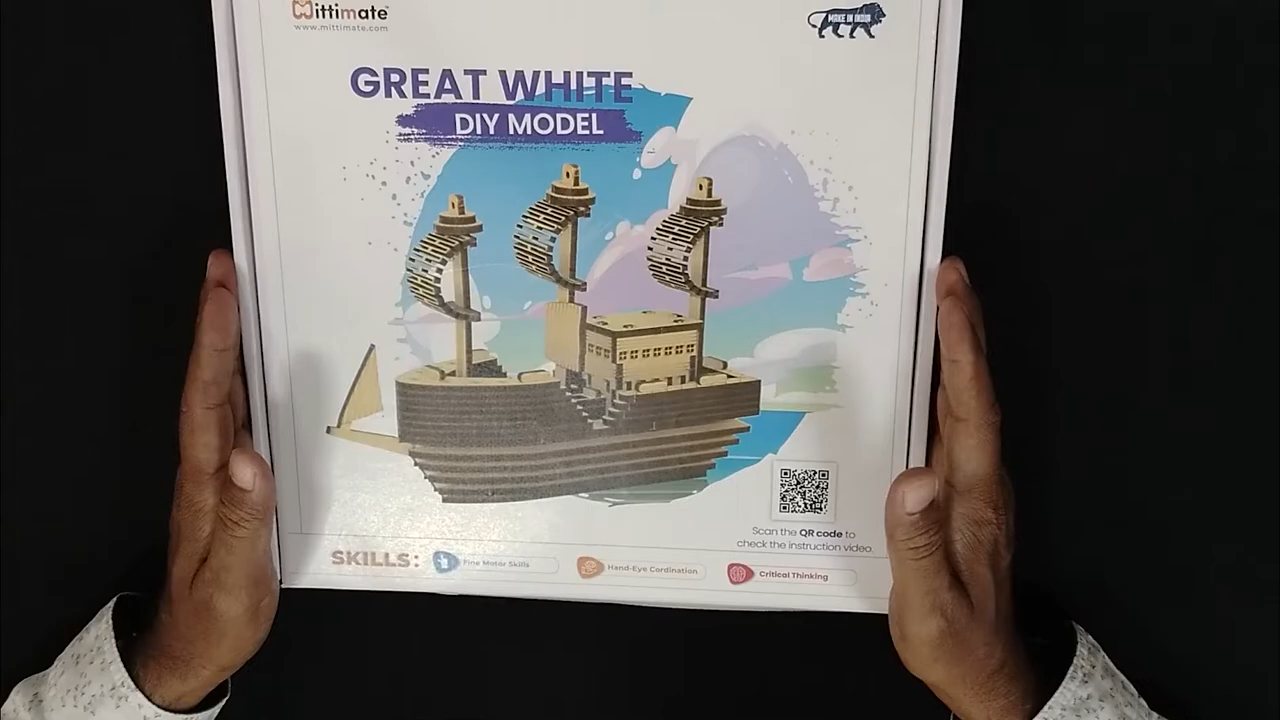 Mittimate
www.mittimate.com
MAKE IN INDIA
GREAT WHITE
DIY MODEL
Scan the QR code to
check the instruction video.
SKILLS:
Fine Motor Skills
Hand-Eye Cordination
Critical Thinking